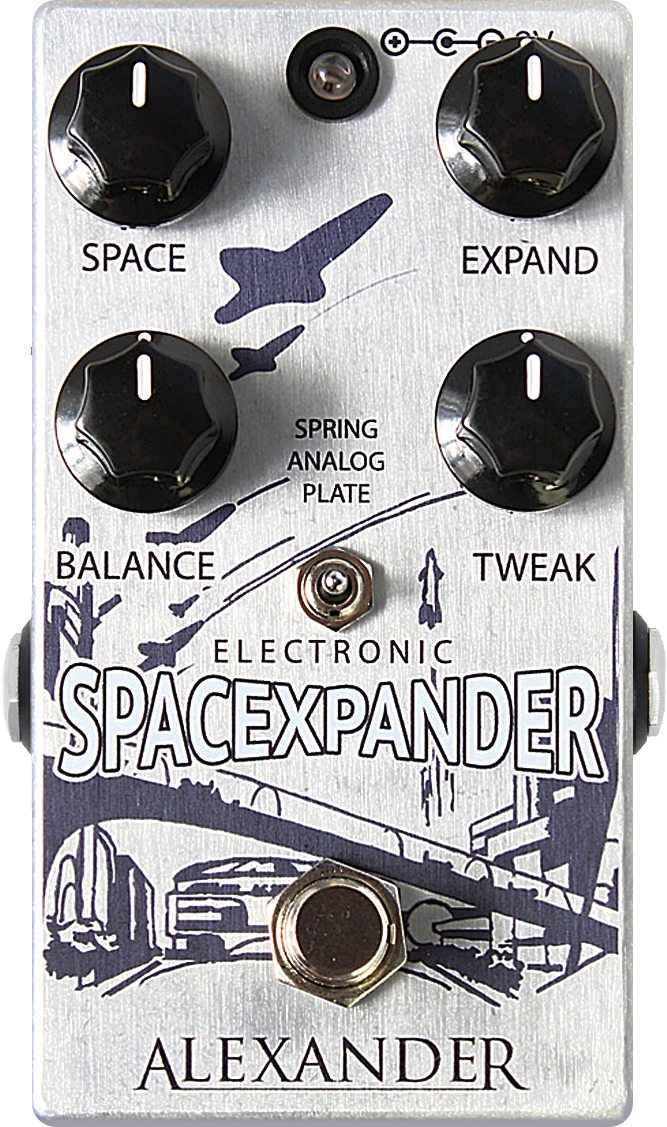 9V
SPACE
EXPAND
SPRING
ANALOG
PLATE
BALANCE
TWEAK
ELECTRONIC
SPACEXPANDER
ALEXANDER